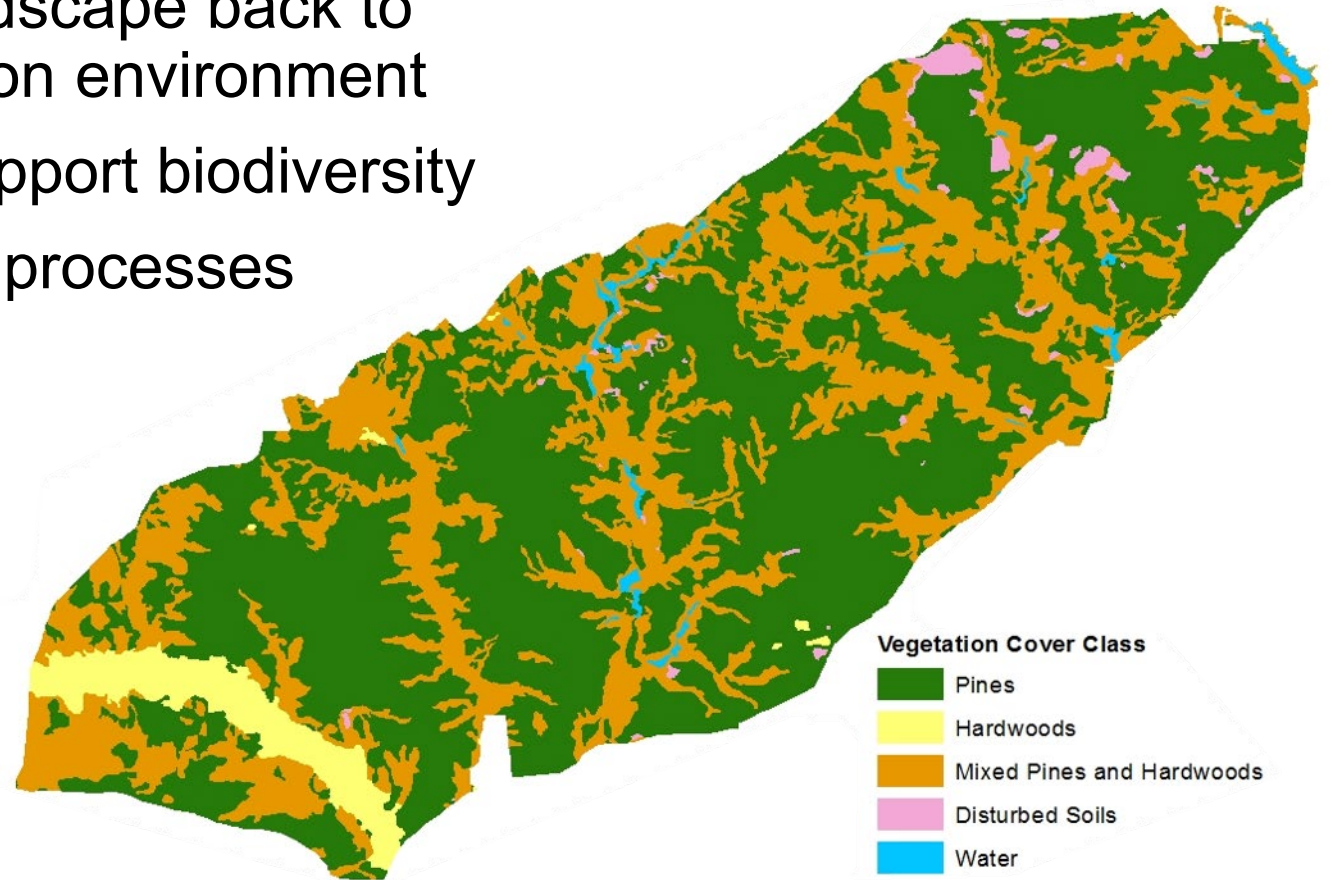 dscape back to
on environment
pport biodiversity
processes
Vegetation Cover Class
Pines
Hardwoods
Mixed Pines and Hardwoods
Disturbed Soils
Water